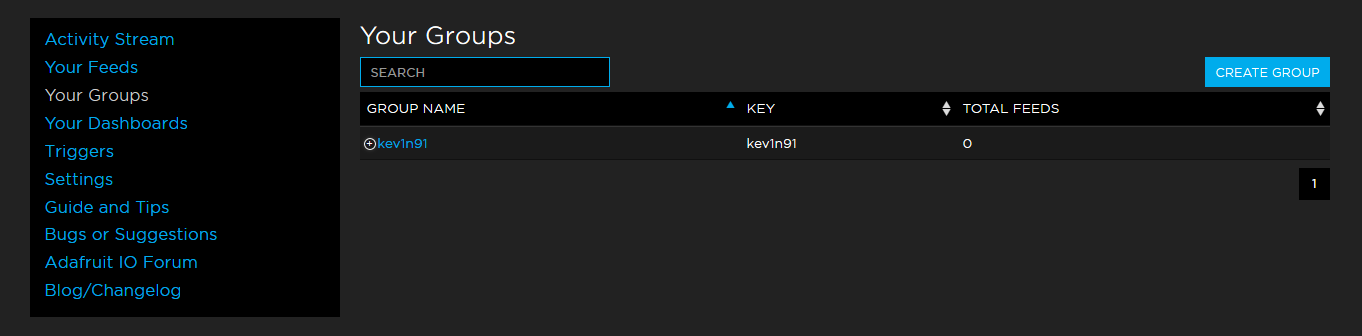 Activity Stream
Your Feeds
Your Groups
Your Dashboards
Triggers
Settings
Guide and Tips
Bugs or Suggestions
Adafruit IO Forum
Blog/Changelog
Your Groups
SEARCH
CREATE GROUP
GROUP NAME KEY TOTAL FEEDS
kev1n91 kev1n91 0
1